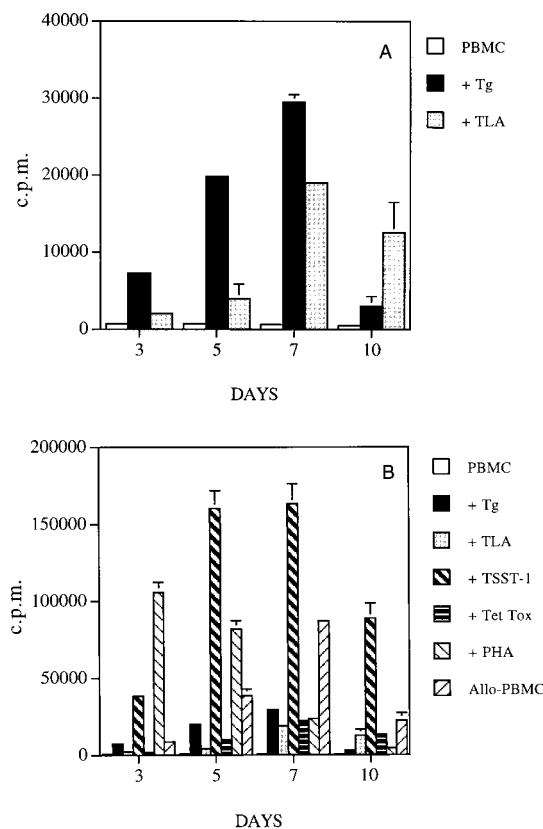 40000
A
PBMC
+ Tg
30000
+ TLA
c.p.m.
20000
10000
0
3 5 7 10
DAYS
200000
B
PBMC
+ Tg
150000
+ TLA
+ TSST-1
c.p.m.
100000
+ Tet Tox
+ PHA
50000
Allo-PBMC
0
3 5 7 10
DAYS